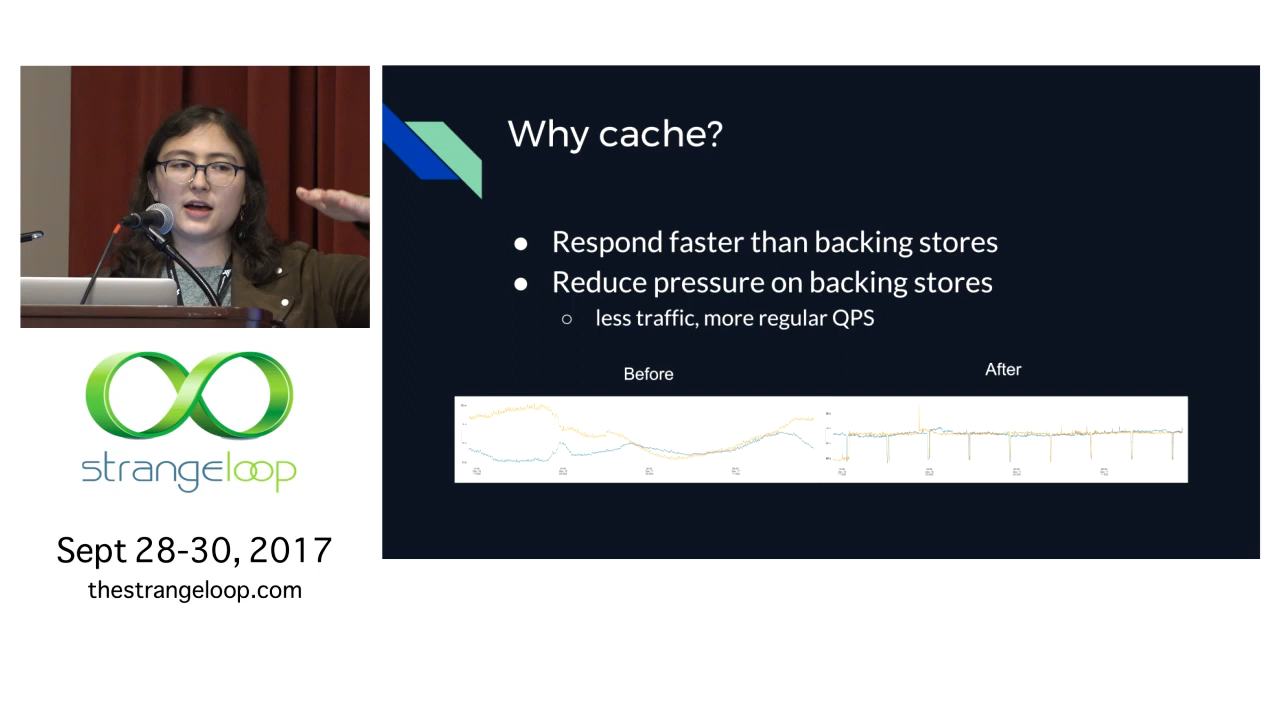 Why cache?
● Respond faster than backing stores
● Reduce pressure on backing stores
○ less traffic, more regular QPS
Before
After
strangeloop
Sept 28-30, 2017
thestrangeloop.com